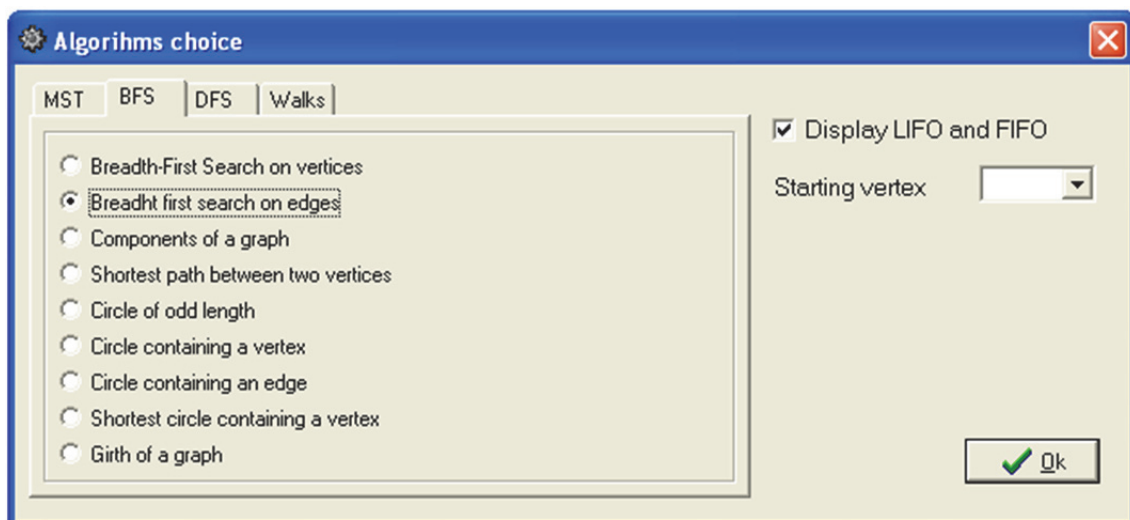 Algorihms choice
MST BFS DFS Walks
Breadth-First Search on vertices
Breadht first search on edges
Components of a graph
Shortest path between two vertices
Circle of odd length
Circle containing a vertex
Circle containing an edge
Shortest circle containing a vertex
Girth of a graph
Display LIFO and FIFO
Starting vertex
Ok